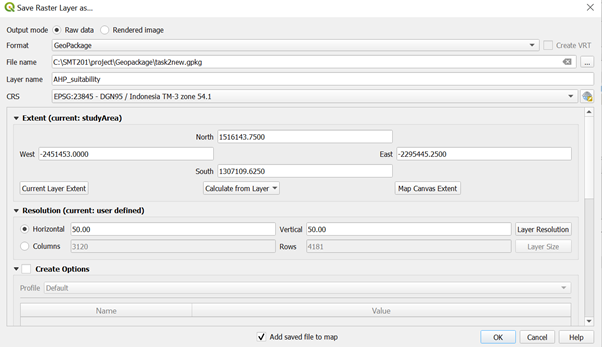 Save Raster Layer as...
Output mode Raw data Rendered image
Format GeoPackage Create VRT
File name C:\SMT201\project\Geopackage\task2new.gpkg ...
Layer name AHP_suitability
CRS EPSG:23845 - DGN95 / Indonesia TM-3 zone 54.1
Extent (current: studyArea)
North 1516143.7500
West -2451453.0000 East -2295445.2500
South 1307109.6250
Current Layer Extent Calculate from Layer Map Canvas Extent
Resolution (current: user defined)
Horizontal 50.00 Vertical 50.00 Layer Resolution
Columns 3120 Rows 4181 Layer Size
Create Options
Profile Default
Name Value
Add saved file to map OK Cancel Help